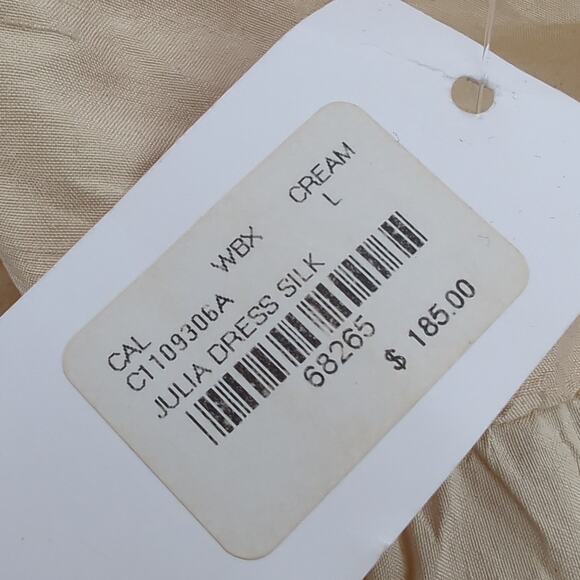 CAL WBX CREAM
C1109306A L
JULIA DRESS SILK
68265
$ 185.00